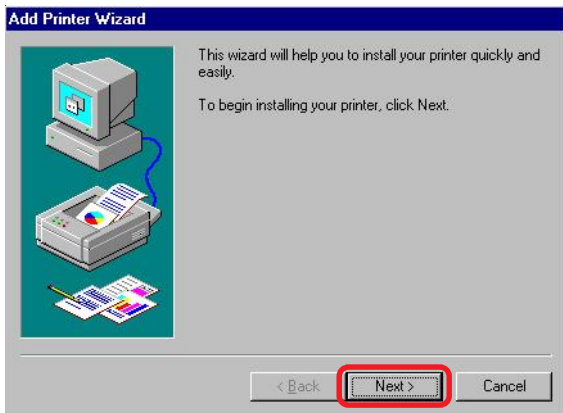 Add Printer Wizard
This wizard will help you to install your printer quickly and
easily.
To begin installing your printer, click Next.
< Back
Next >
Cancel